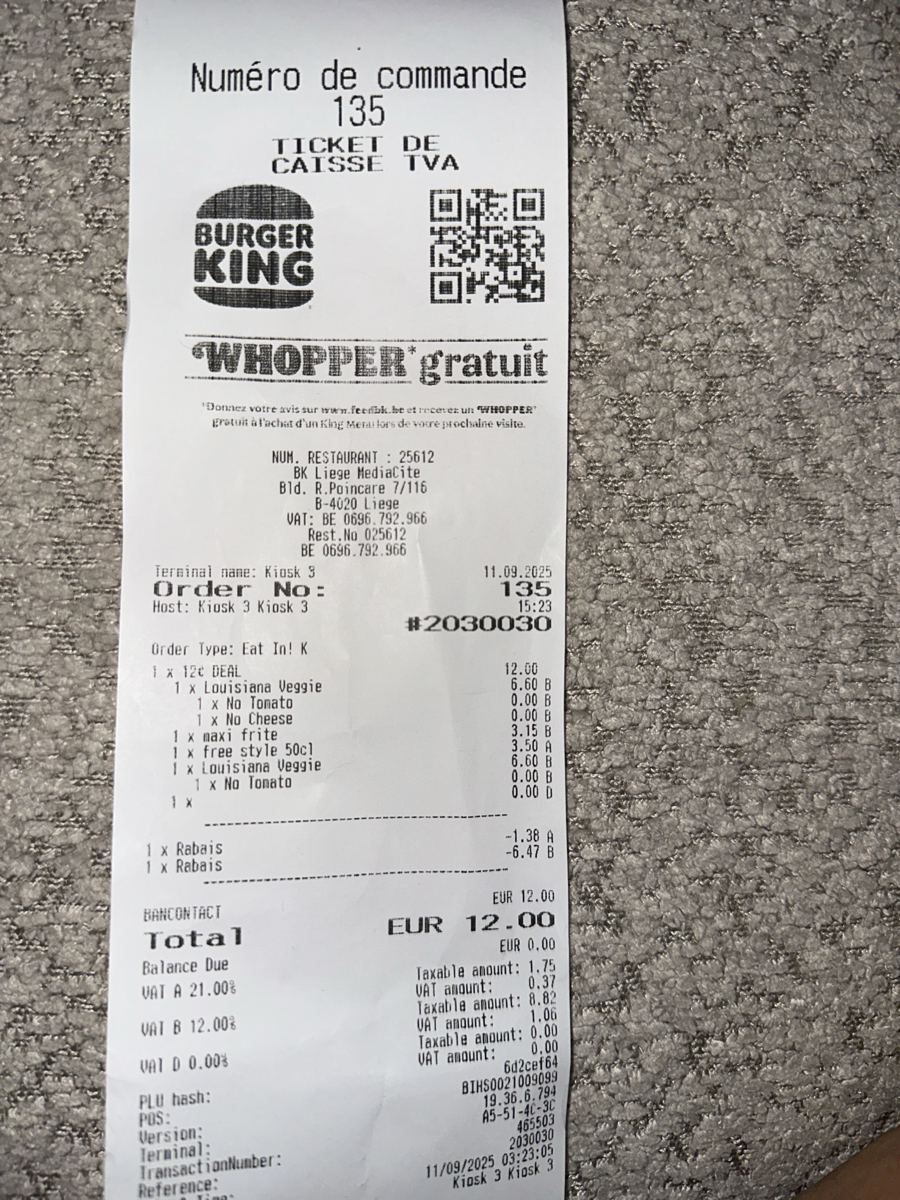 Numéro de commande
135
TICKET DE
CAISSE TVA
BURGER
KING
WHOPPER* gratuit
*Donnez votre avis sur www.feedbk.be et recevez un WHOPPER*
gratuit à l'achat d'un King Menu lors de votre prochaine visite.
NUM. RESTAURANT : 25612
BK Liege MediaCite
Bld. R.Poincare 7/116
B-4020 Liege
VAT: BE 0696.792.966
Rest.No 025612
BE 0696.792.966
Terminal name: Kiosk 3 11.09.2025
Order No: 135
Host: Kiosk 3 Kiosk 3 15:23
#2030030
Order Type: Eat In! K
1 x 12€ DEAL 12.00
1 x Louisiana Veggie 6.60 B
1 x No Tomato 0.00 B
1 x No Cheese 0.00 B
1 x maxi frite 3.15 B
1 x free style 50cl 3.50 A
1 x Louisiana Veggie 6.60 B
1 x No Tomato 0.00 B
1 x 0.00 D
1 x Rabais -1.38 A
1 x Rabais -6.47 B
BANCONTACT EUR 12.00
Total EUR 12.00
Balance Due EUR 0.00
VAT A 21.00% Taxable amount: 1.75
VAT amount: 0.37
VAT B 12.00% Taxable amount: 8.82
VAT amount: 1.06
VAT D 0.00% Taxable amount: 0.00
VAT amount: 0.00
PLU hash: 6d2cef64
POS: BIHS0021009099
Version: 19.36.6.794
Terminal: A5-51-4C-3C
TransactionNumber: 465503
Reference: 2030030
11/09/2025 03:23:05
Kiosk 3 Kiosk 3